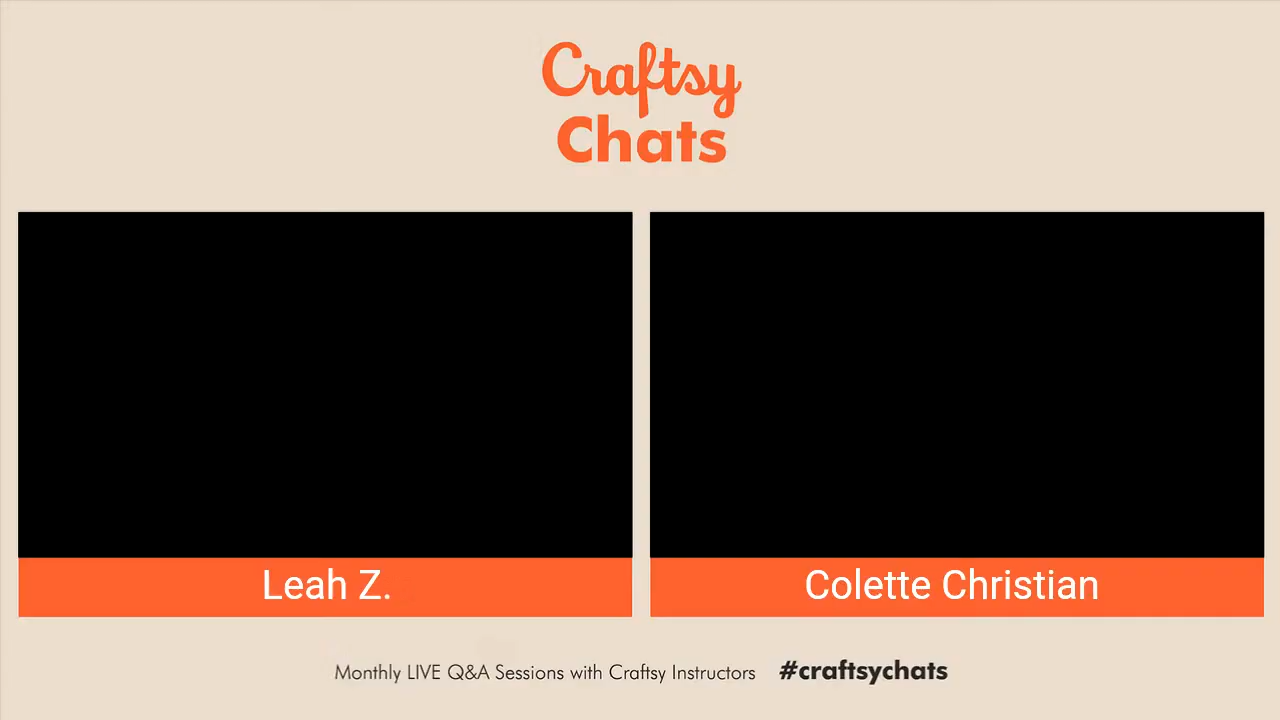 Craftsy
Chats
Leah Z.
Colette Christian
Monthly LIVE Q&A Sessions with Craftsy Instructors #craftsychats